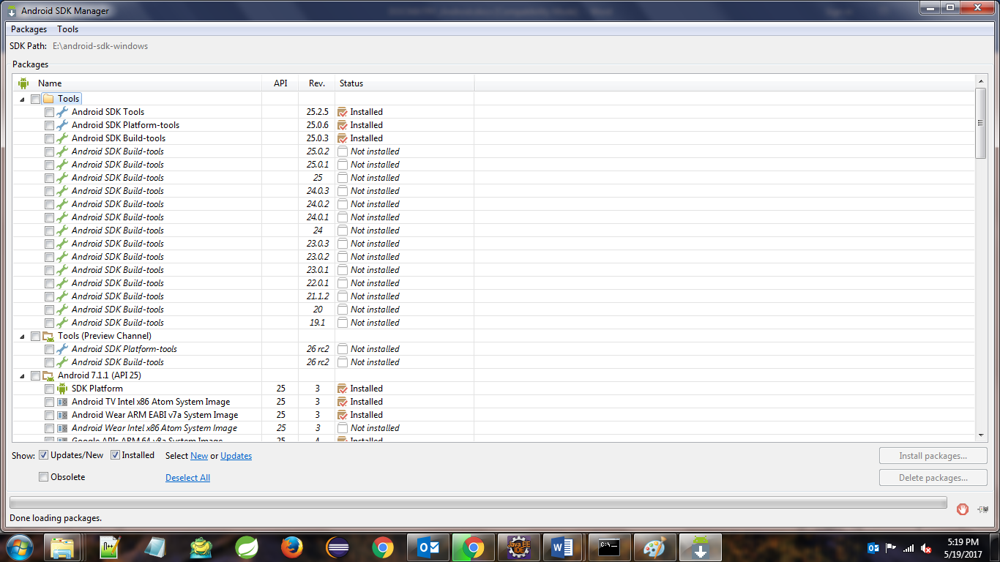 Android SDK Manager
Packages Tools
SDK Path: E:\android-sdk-windows
Packages
Name API Rev. Status
Tools
Android SDK Tools 25.2.5 Installed
Android SDK Platform-tools 25.0.6 Installed
Android SDK Build-tools 25.0.3 Installed
Android SDK Build-tools 25.0.2 Not installed
Android SDK Build-tools 25.0.1 Not installed
Android SDK Build-tools 25 Not installed
Android SDK Build-tools 24.0.3 Not installed
Android SDK Build-tools 24.0.2 Not installed
Android SDK Build-tools 24.0.1 Not installed
Android SDK Build-tools 24 Not installed
Android SDK Build-tools 23.0.3 Not installed
Android SDK Build-tools 23.0.2 Not installed
Android SDK Build-tools 23.0.1 Not installed
Android SDK Build-tools 22.0.1 Not installed
Android SDK Build-tools 21.1.2 Not installed
Android SDK Build-tools 20 Not installed
Android SDK Build-tools 19.1 Not installed
Tools (Preview Channel)
Android SDK Platform-tools 26 rc2 Not installed
Android SDK Build-tools 26 rc2 Not installed
Android 7.1.1 (API 25)
SDK Platform 25 3 Installed
Android TV Intel x86 Atom System Image 25 3 Installed
Android Wear ARM EABI v7a System Image 25 3 Installed
Android Wear Intel x86 Atom System Image 25 3 Not installed
Google APIs ARM 64 v8a System Image 25 4 Installed
Show: Updates/New Installed Select New or Updates Install packages...
Obsolete Deselect All Delete packages...
Done loading packages.
Java EE
IDE
C:\_
5:19 PM
5/19/2017